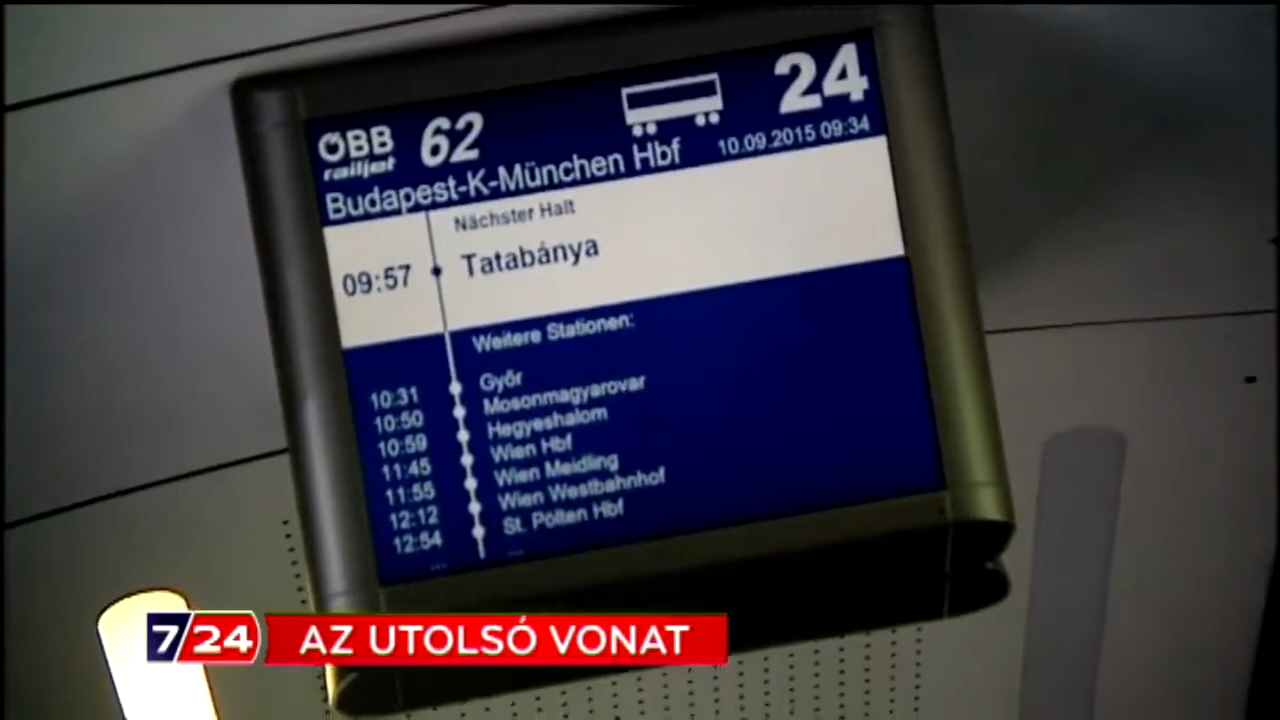 ÖBB railjet 62 24
10.09.2015 09:34
Budapest-K-München Hbf
Nächster Halt
09:57 Tatabánya
Weitere Stationen:
10:31 Győr
10:50 Mosonmagyarovar
10:59 Hegyeshalom
11:45 Wien Hbf
11:55 Wien Meidling
12:12 Wien Westbahnhof
12:54 St. Pölten Hbf
... ...
7/24 AZ UTOLSÓ VONAT